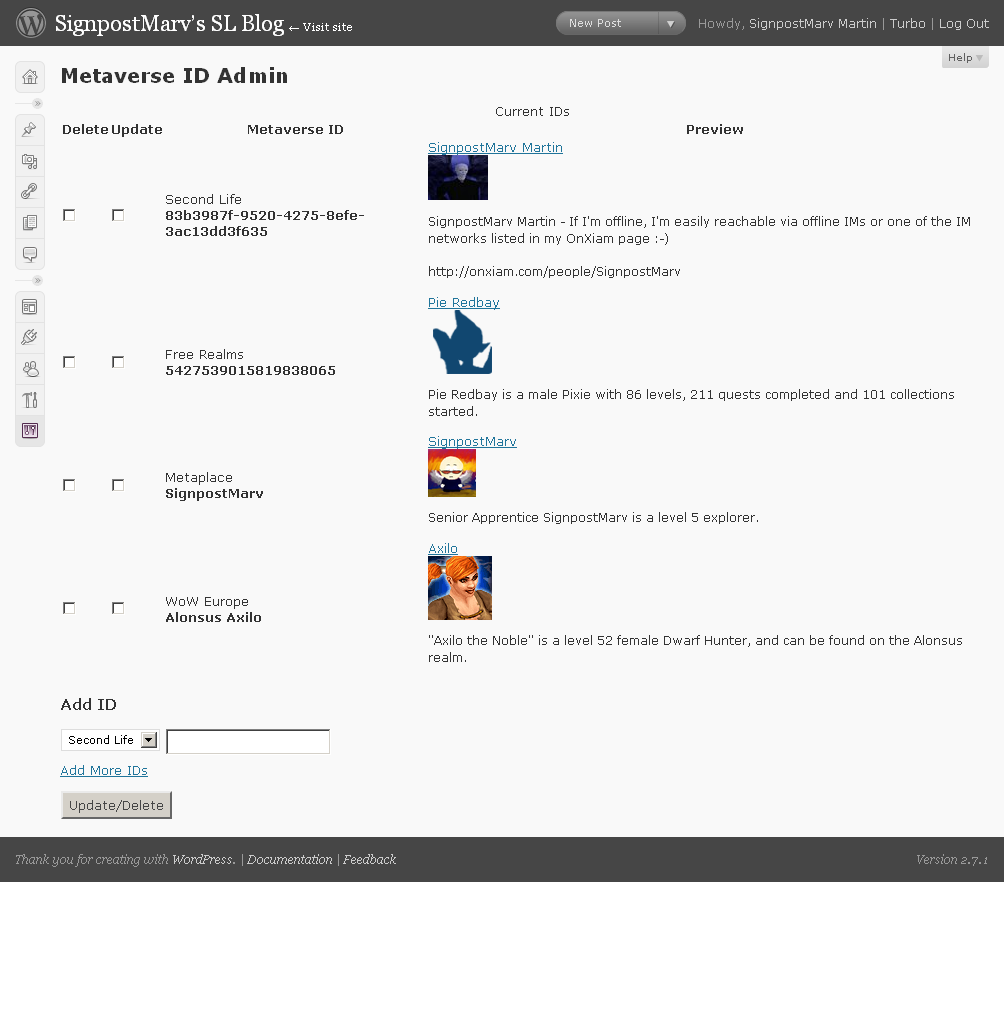 SignpostMarv's SL Blog ← Visit site
New Post
Howdy, SignpostMarv Martin | Turbo | Log Out
Help
Metaverse ID Admin
Current IDs
Delete Update Metaverse ID Preview
Second Life
83b3987f-9520-4275-8efe-
3ac13dd3f635
SignpostMarv Martin
SignpostMarv Martin - If I'm offline, I'm easily reachable via offline IMs or one of the IM
networks listed in my OnXiam page :-)
http://onxiam.com/people/SignpostMarv
Free Realms
5427539015819838065
Pie Redbay
Pie Redbay is a male Pixie with 86 levels, 211 quests completed and 101 collections
started.
Metaplace
SignpostMarv
SignpostMarv
Senior Apprentice SignpostMarv is a level 5 explorer.
WoW Europe
Alonsus Axilo
Axilo
"Axilo the Noble" is a level 52 female Dwarf Hunter, and can be found on the Alonsus
realm.
Add ID
Second Life
Add More IDs
Update/Delete
Thank you for creating with WordPress. | Documentation | Feedback
Version 2.7.1